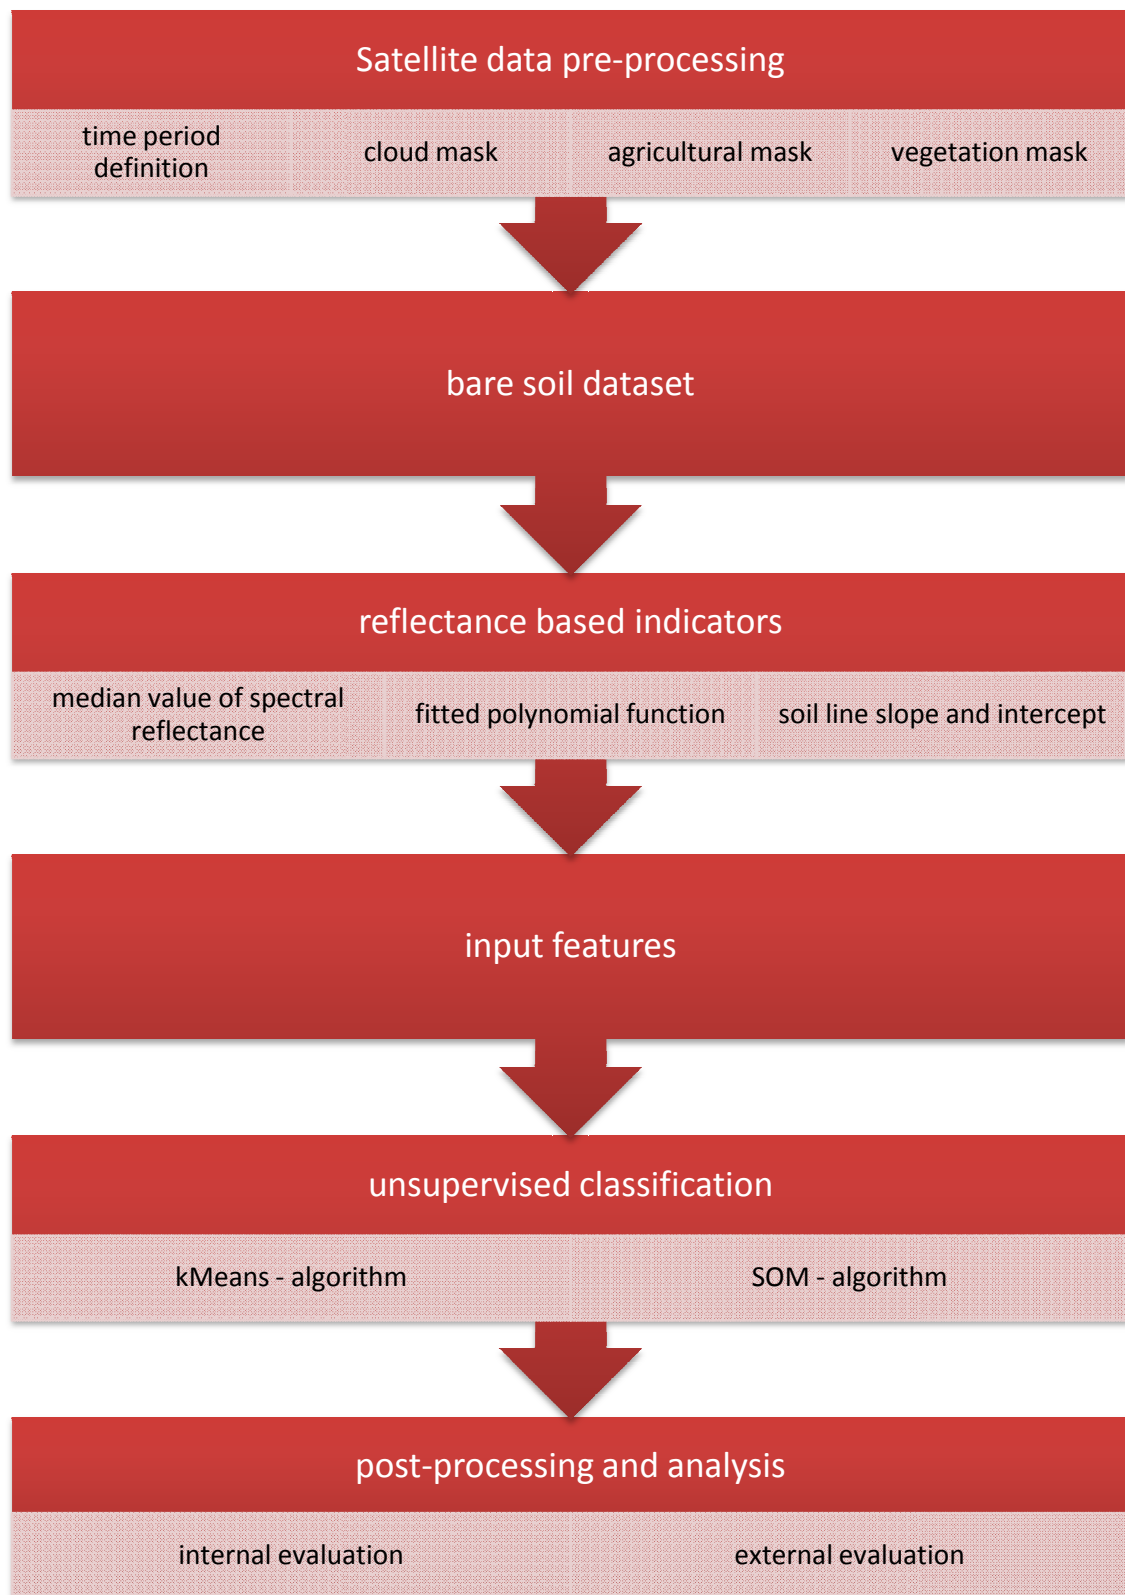 Satellite data pre-processing
time period
definition
cloud mask
agricultural mask
vegetation mask
bare soil dataset
reflectance based indicators
median value of spectral
reflectance
fitted polynomial function
soil line slope and intercept
input features
unsupervised classification
kMeans - algorithm
SOM - algorithm
post-processing and analysis
internal evaluation
external evaluation